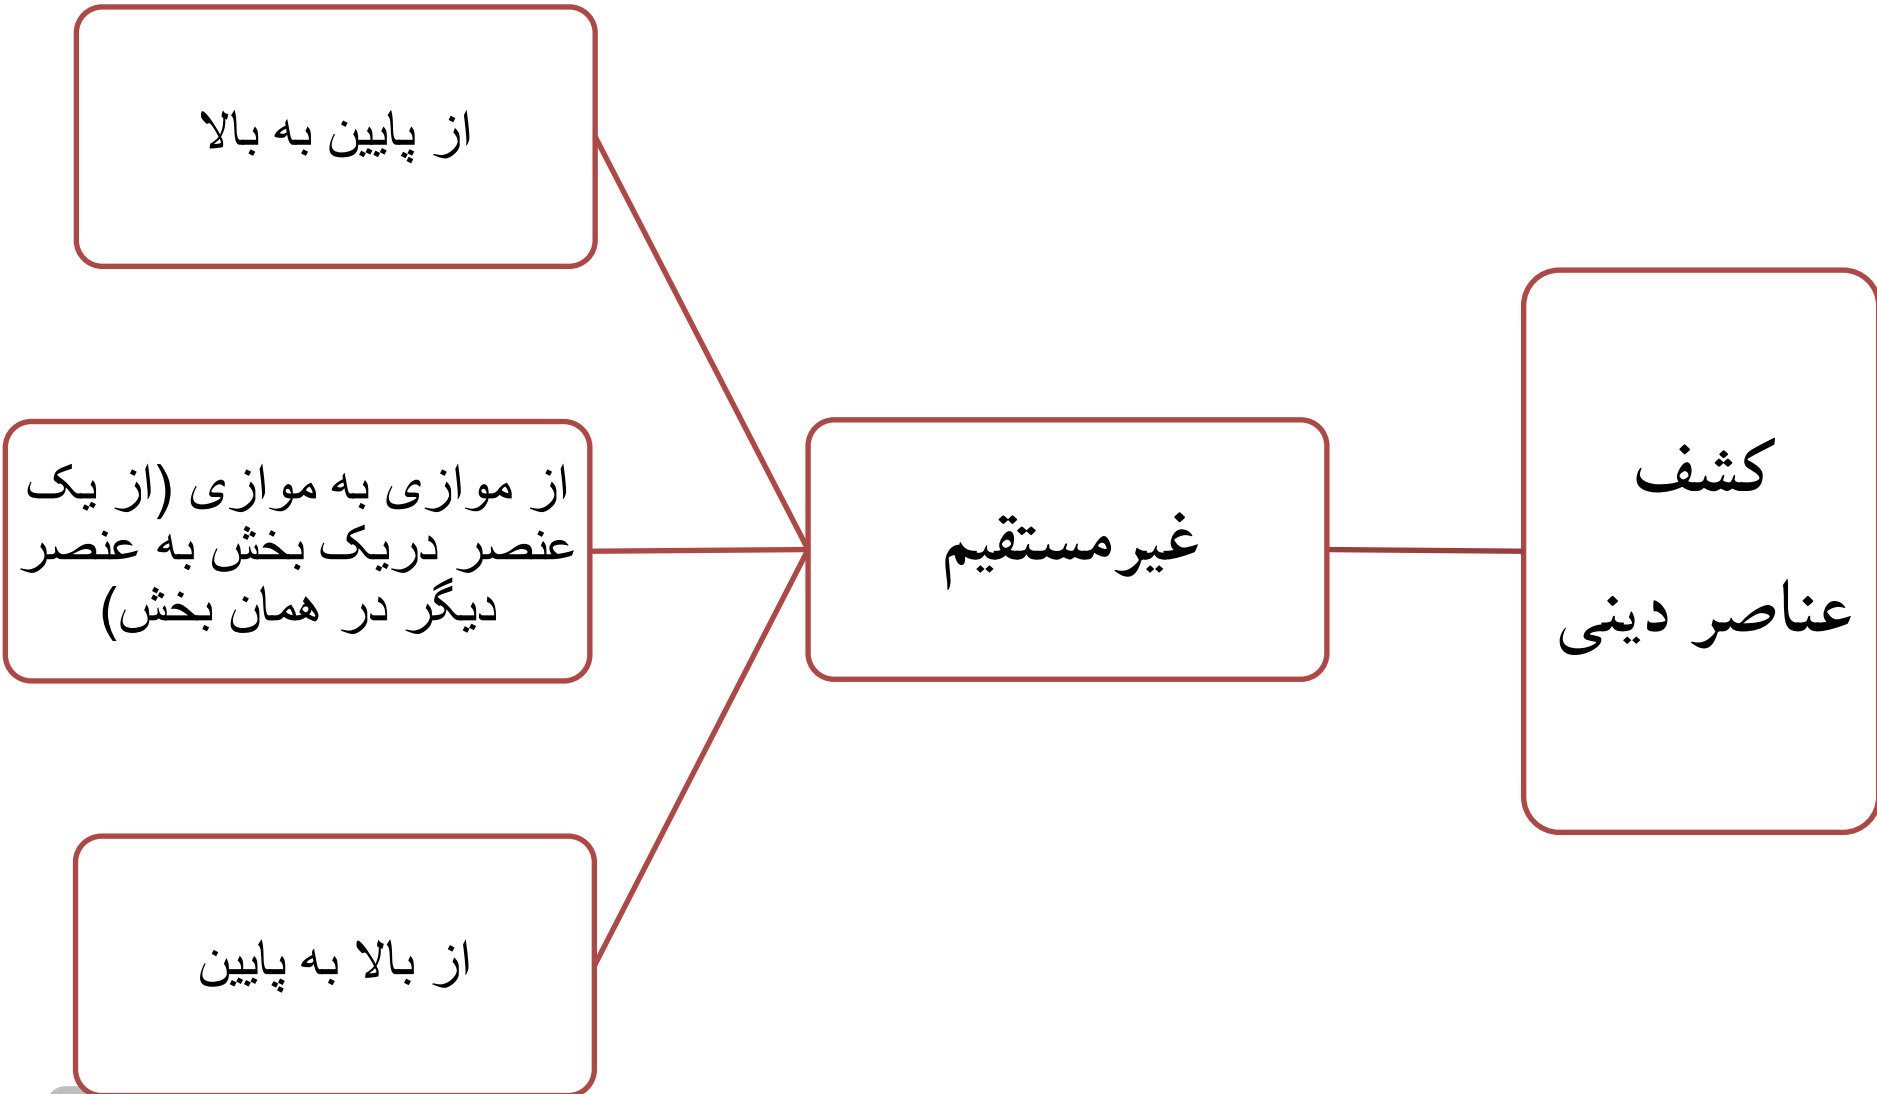 کشف
عناصر دینی
غیرمستقیم
از پایین به بالا
از موازی به موازی (از یک
عنصر دریک بخش به عنصر
دیگر در همان بخش)
از بالا به پایین